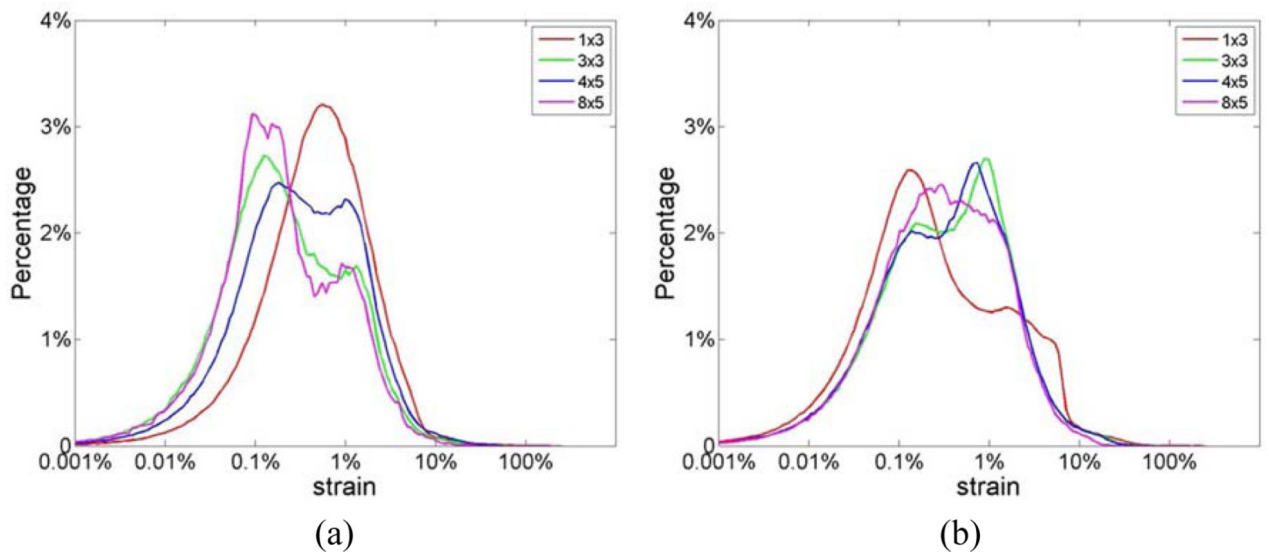 4%
3%
2%
1%
0
Percentage
0.001% 0.01% 0.1% 1% 10% 100%
strain
1x3
3x3
4x5
8x5
(a)
4%
3%
2%
1%
0
Percentage
0.001% 0.01% 0.1% 1% 10% 100%
strain
1x3
3x3
4x5
8x5
(b)